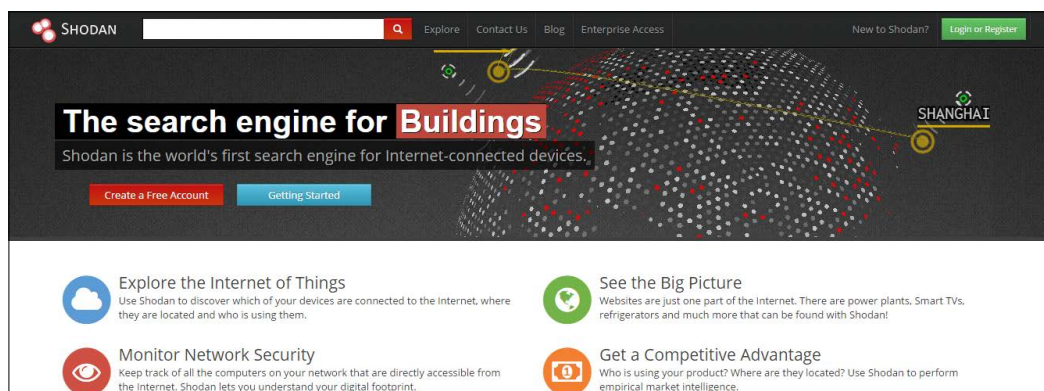 SHODAN
Explore Contact Us Blog Enterprise Access New to Shodan? Login or Register
SHANGHAI
The search engine for Buildings
Shodan is the world's first search engine for Internet-connected devices.
Create a Free Account Getting Started
Explore the Internet of Things
Use Shodan to discover which of your devices are connected to the Internet, where
they are located and who is using them.
See the Big Picture
Websites are just one part of the Internet. There are power plants, Smart TVs,
refrigerators and much more that can be found with Shodan!
Monitor Network Security
Keep track of all the computers on your network that are directly accessible from
the Internet. Shodan lets you understand your digital footprint.
Get a Competitive Advantage
Who is using your product? Where are they located? Use Shodan to perform
empirical market intelligence.